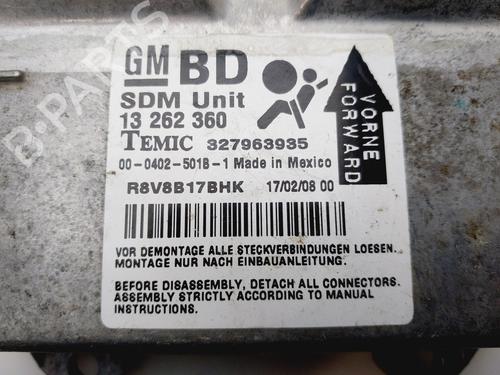 GM BD
SDM Unit
13 262 360
TEMIC 327963935
00-0402-501B-1 Made in Mexico
R8V8B17BHK 17/02/08 00
VORNE
FORWARD
VOR DEMONTAGE ALLE STECKVERBINDUNGEN LOESEN.
MONTAGE NUR NACH EINBAUANLEITUNG.
BEFORE DISASSEMBLY, DETACH ALL CONNECTORS.
ASSEMBLY STRICTLY ACCORDING TO MANUAL
INSTRUCTIONS.
B-PARTS